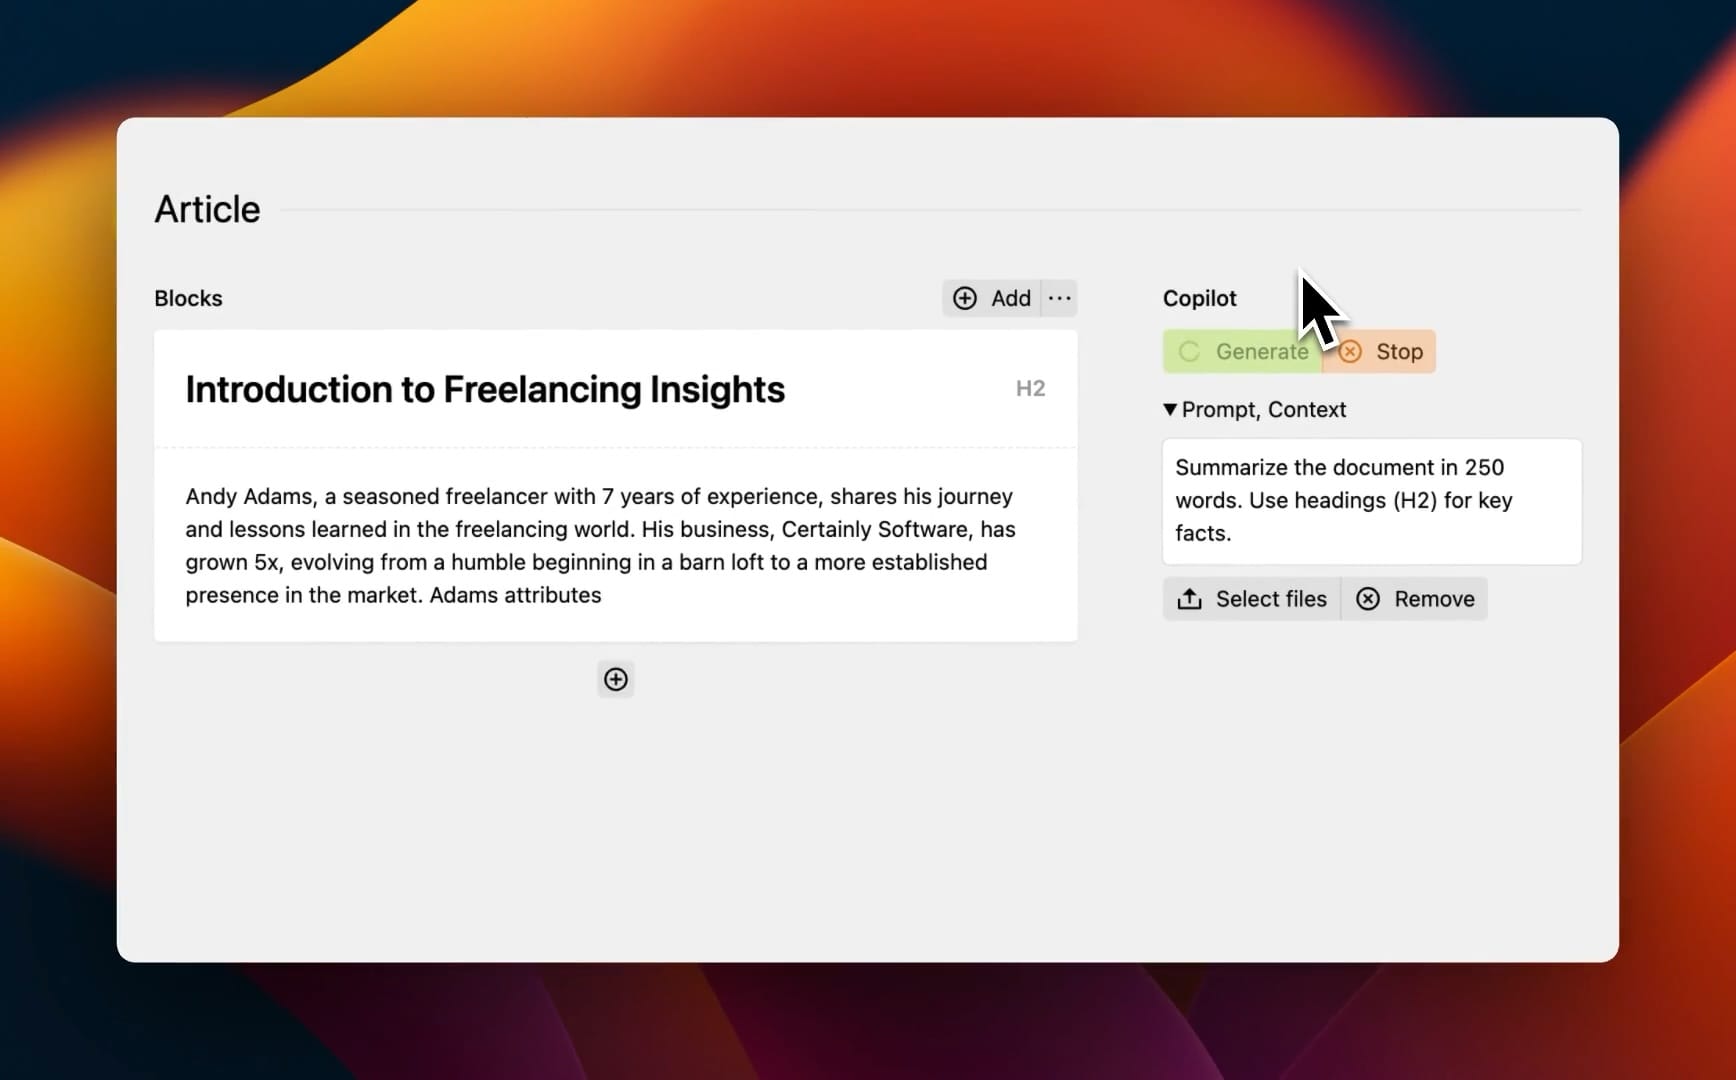 Article
Blocks
Add
Introduction to Freelancing Insights
H2
Andy Adams, a seasoned freelancer with 7 years of experience, shares his journey
and lessons learned in the freelancing world. His business, Certainly Software, has
grown 5x, evolving from a humble beginning in a barn loft to a more established
presence in the market. Adams attributes
Copilot
Generate
Stop
Prompt, Context
Summarize the document in 250
words. Use headings (H2) for key
facts.
Select files
Remove